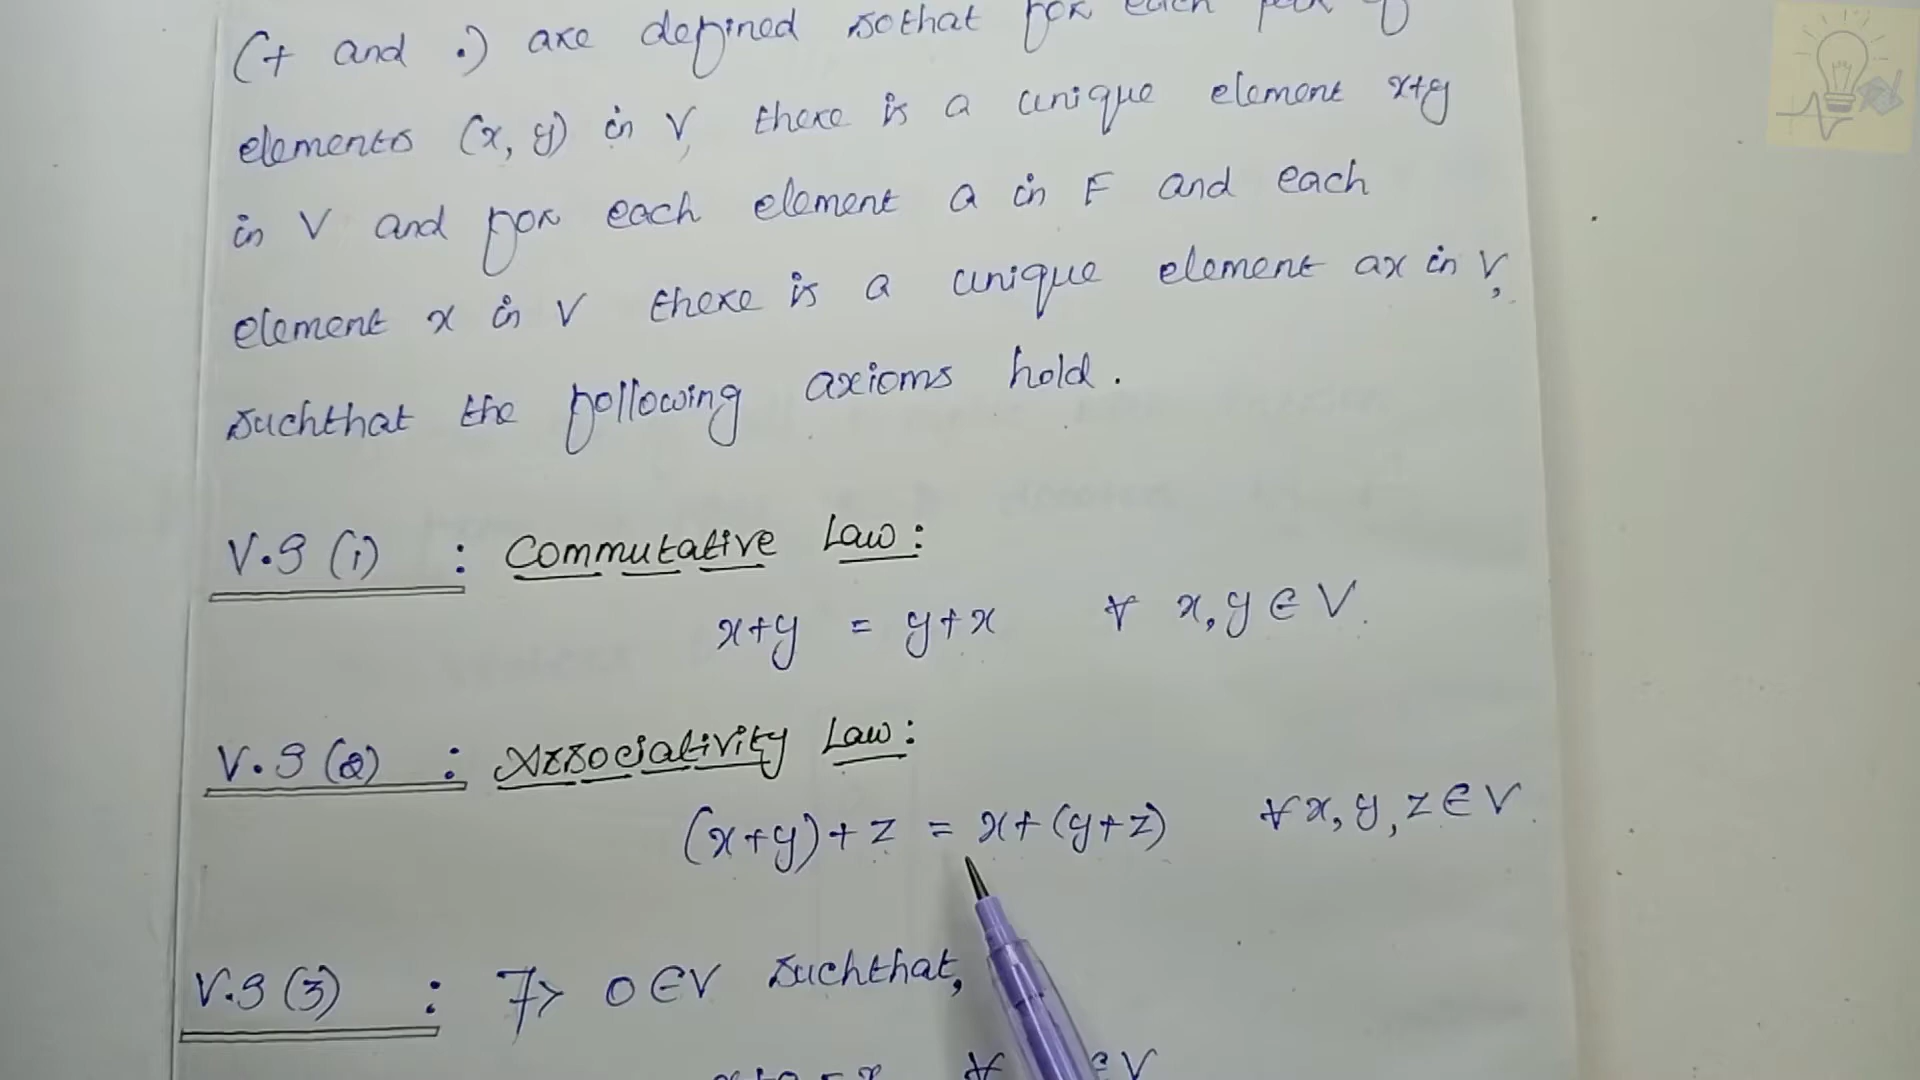 (+ and ·) are defined sothat for each pair of
elements (x, y) in V, there is a unique element x+y
in V and for each element a in F and each
element x in V there is a unique element ax in V,
suchthat the following axioms hold.
V.S (1) : Commutative Law:
x+y = y+x ∀ x, y ∈ V.
V.S (2) : Associativity Law:
(x+y)+z = x+(y+z) ∀ x, y, z ∈ V.
V.S (3) : 0 ∈ V suchthat,
x+0 = x ∀ ∈ V